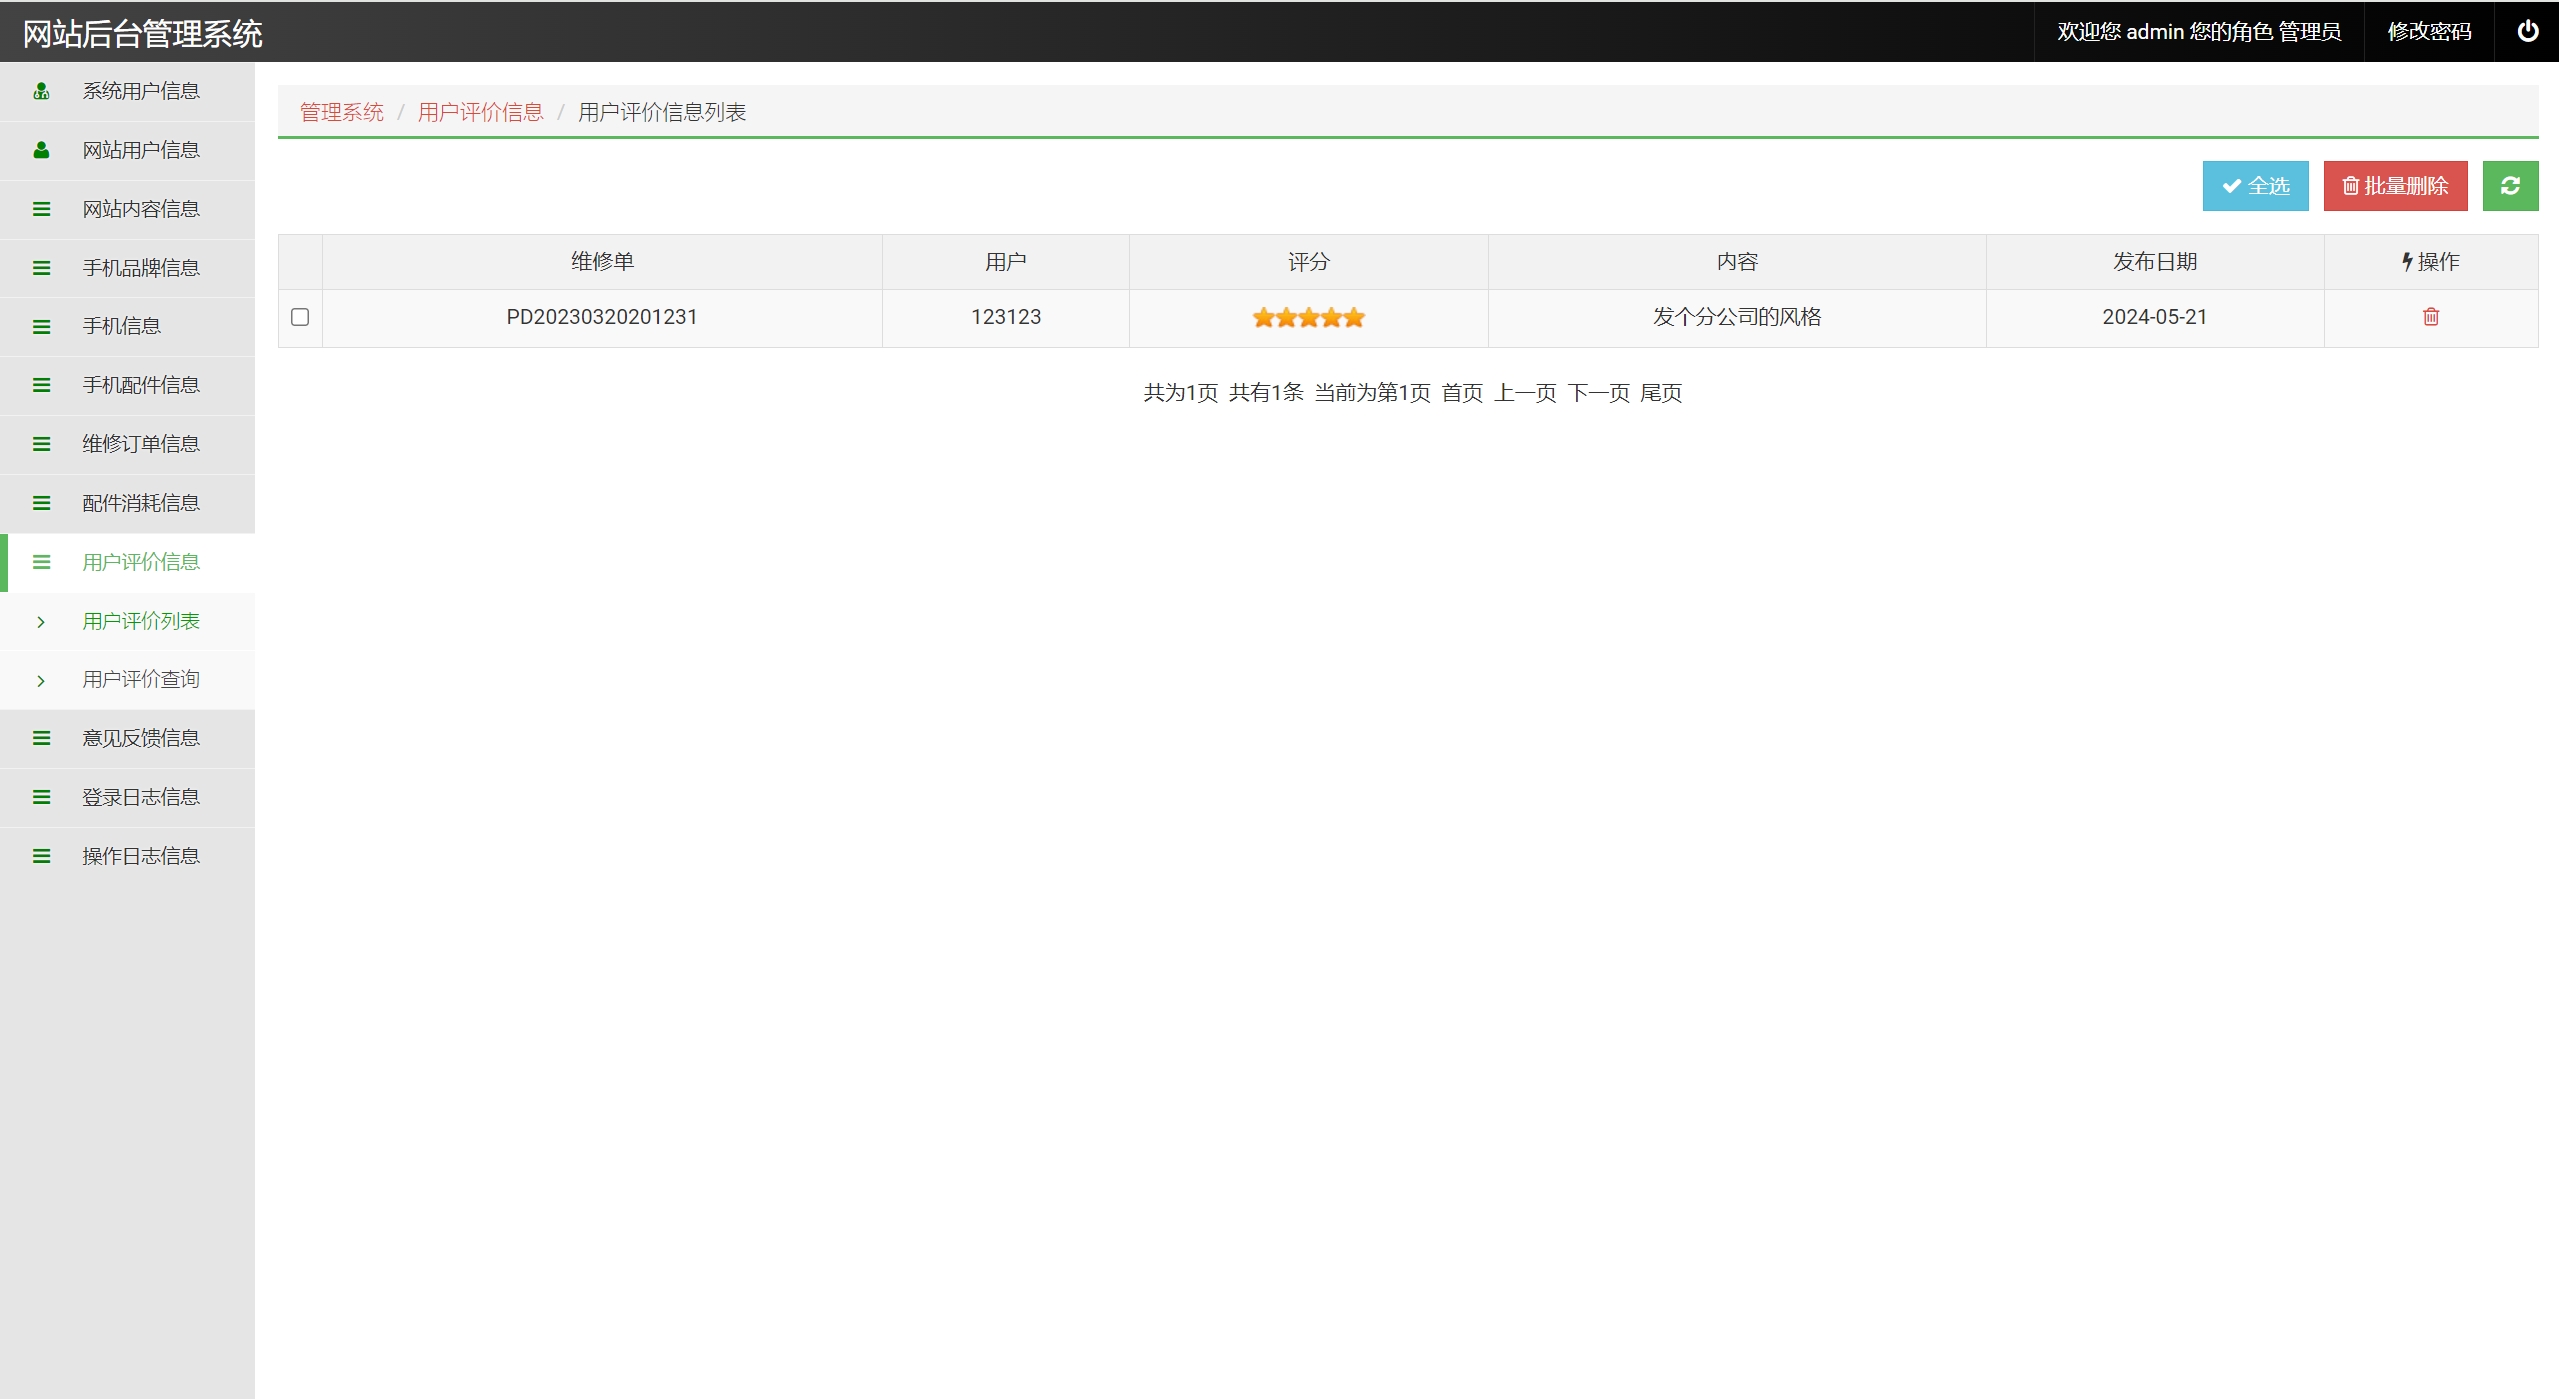 网站后台管理系统
欢迎您 admin 您的角色 管理员
修改密码
系统用户信息
网站用户信息
网站内容信息
手机品牌信息
手机信息
手机配件信息
维修订单信息
配件消耗信息
用户评价信息
用户评价列表
用户评价查询
意见反馈信息
登录日志信息
操作日志信息
管理系统 / 用户评价信息 / 用户评价信息列表
全选 批量删除
维修单 用户 评分 内容 发布日期 操作
PD20230320201231 123123 发个分公司的风格 2024-05-21
共为1页 共有1条 当前为第1页 首页 上一页 下一页 尾页